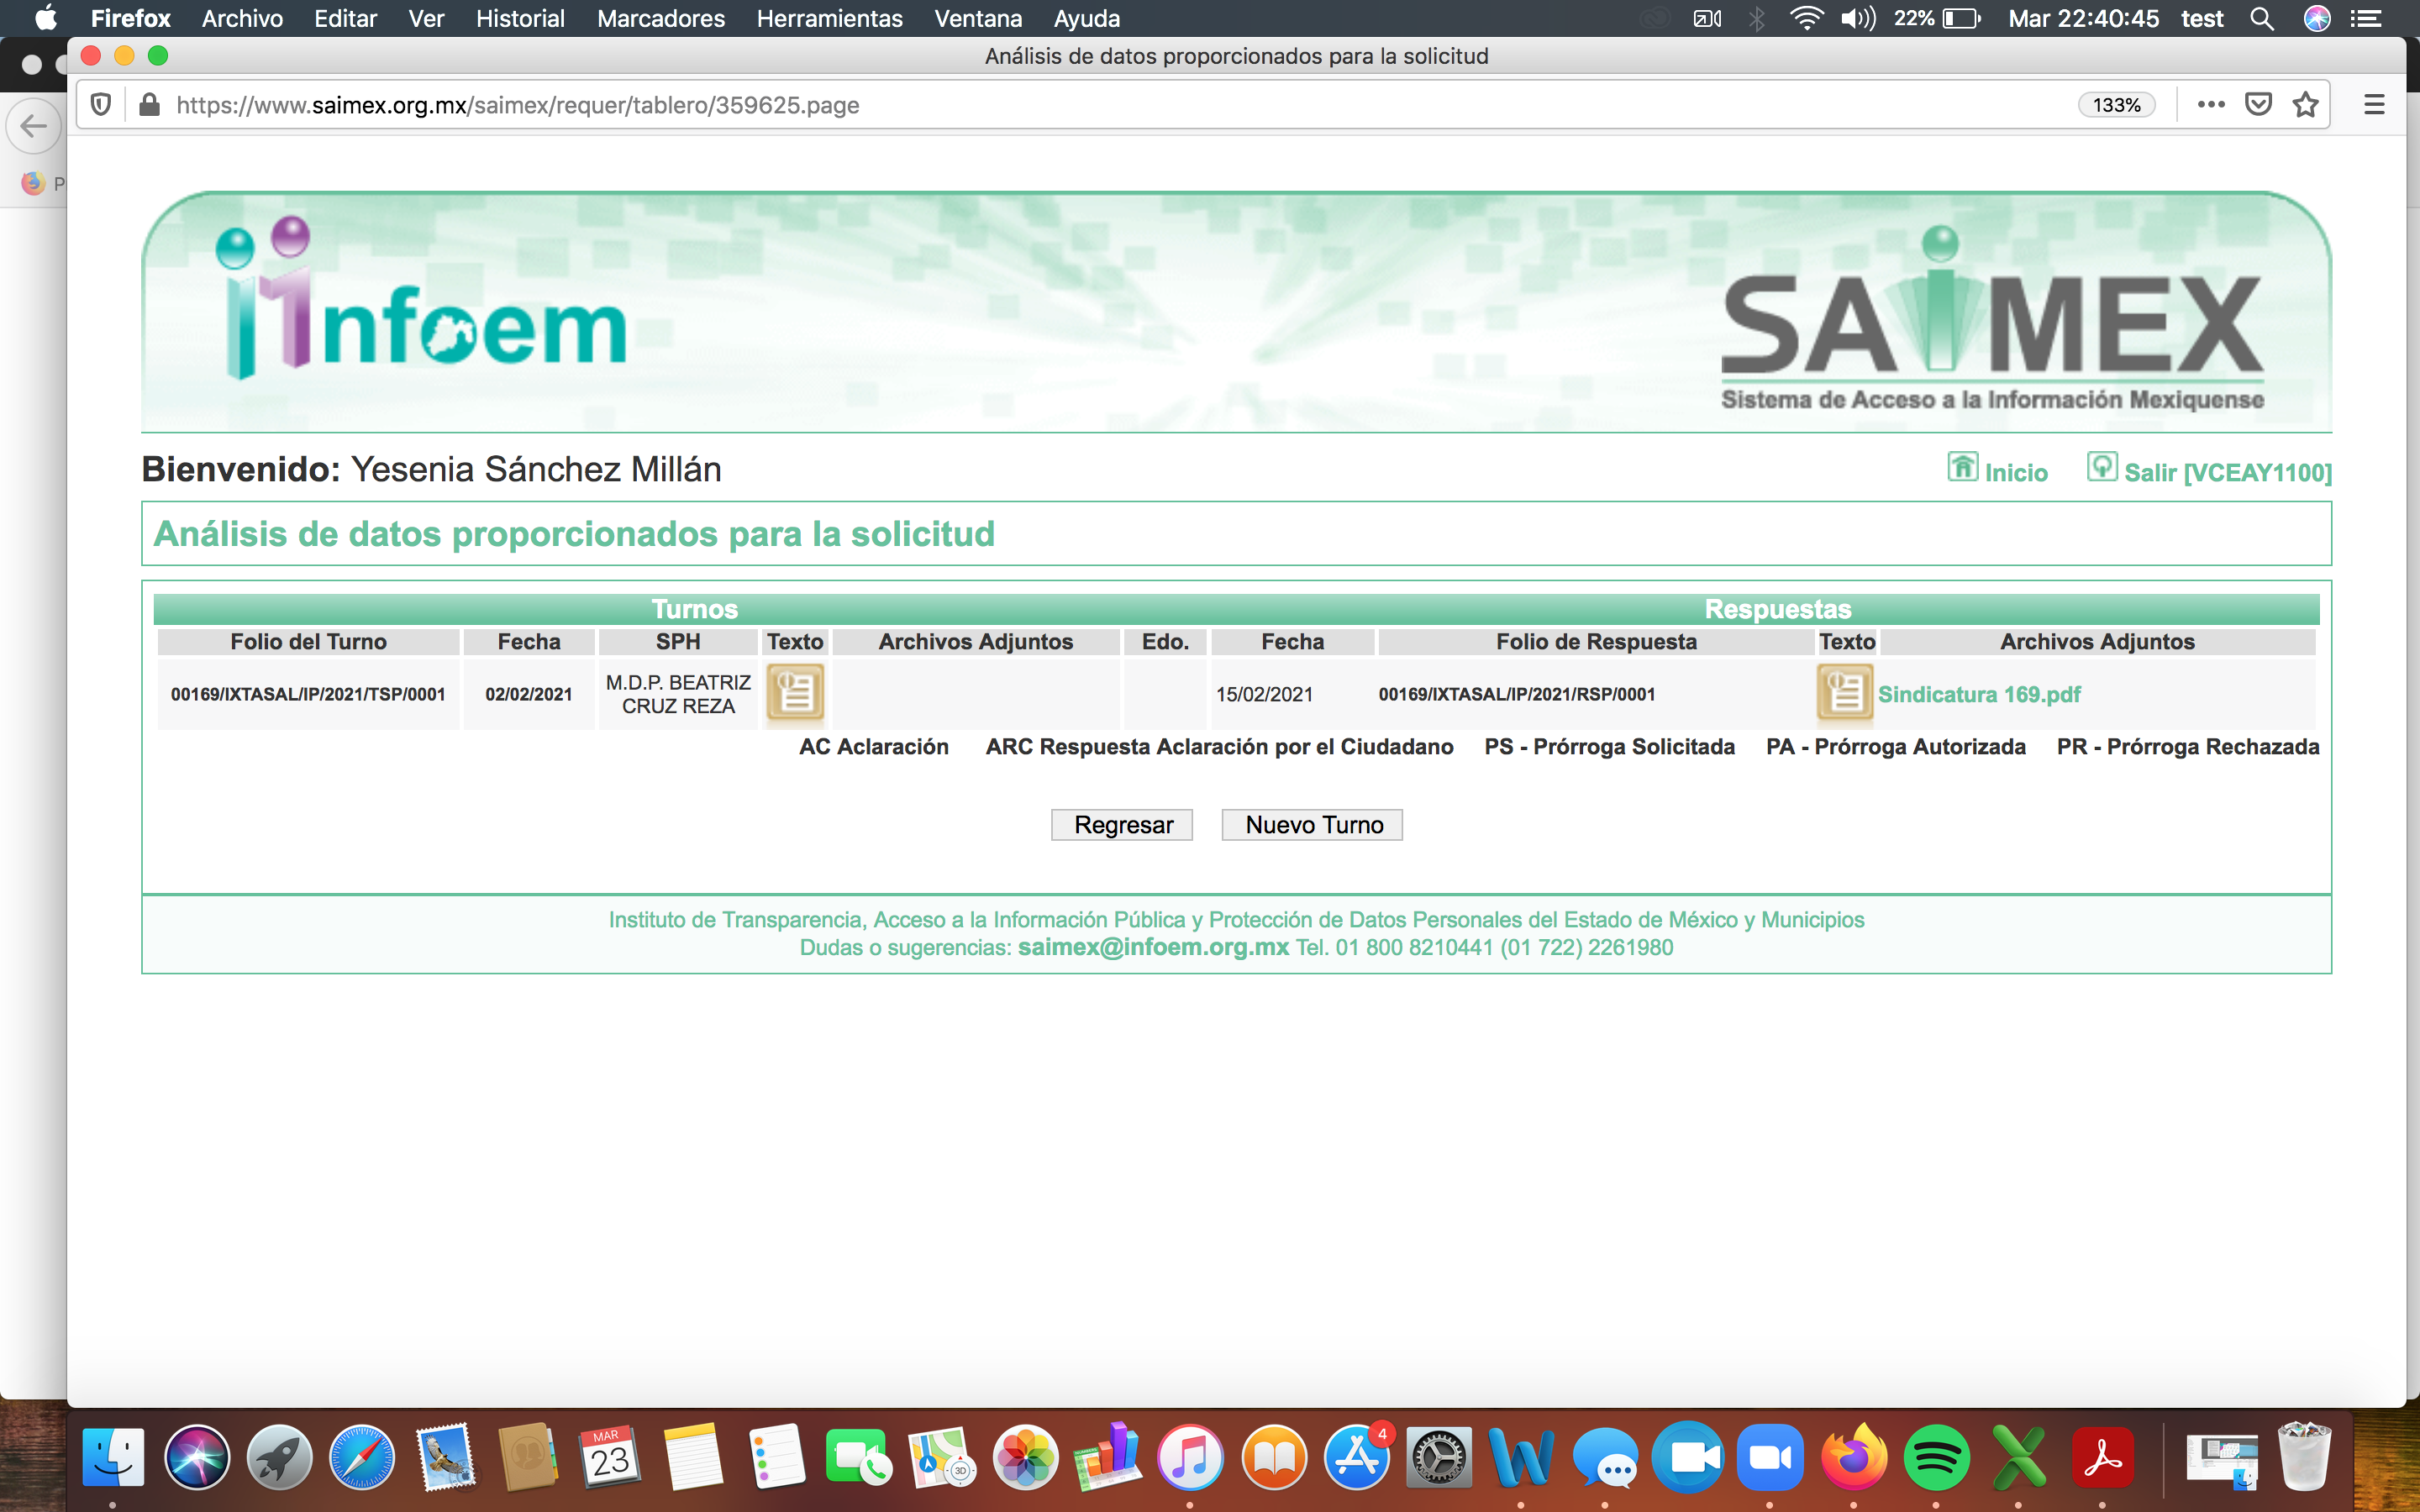 Firefox Archivo Editar Ver Historial Marcadores Herramientas Ventana Ayuda 22% Mar 22:40:45 test
Análisis de datos proporcionados para la solicitud
https://www.saimex.org.mx/saimex/requer/tablero/359625.page 133%
P
infoem
SAIMEX
Sistema de Acceso a la Información Mexiquense
Bienvenido: Yesenia Sánchez Millán Inicio Salir [VCEAY1100]
Análisis de datos proporcionados para la solicitud
Turnos Respuestas
Folio del Turno Fecha SPH Texto Archivos Adjuntos Edo. Fecha Folio de Respuesta Texto Archivos Adjuntos
00169/IXTASAL/IP/2021/TSP/0001 02/02/2021 M.D.P. BEATRIZ CRUZ REZA 15/02/2021 00169/IXTASAL/IP/2021/RSP/0001 Sindicatura 169.pdf
AC Aclaración ARC Respuesta Aclaración por el Ciudadano PS - Prórroga Solicitada PA - Prórroga Autorizada PR - Prórroga Rechazada
Regresar Nuevo Turno
Instituto de Transparencia, Acceso a la Información Pública y Protección de Datos Personales del Estado de México y Municipios
Dudas o sugerencias: saimex@infoem.org.mx Tel. 01 800 8210441 (01 722) 2261980
MAR
23
3D
4